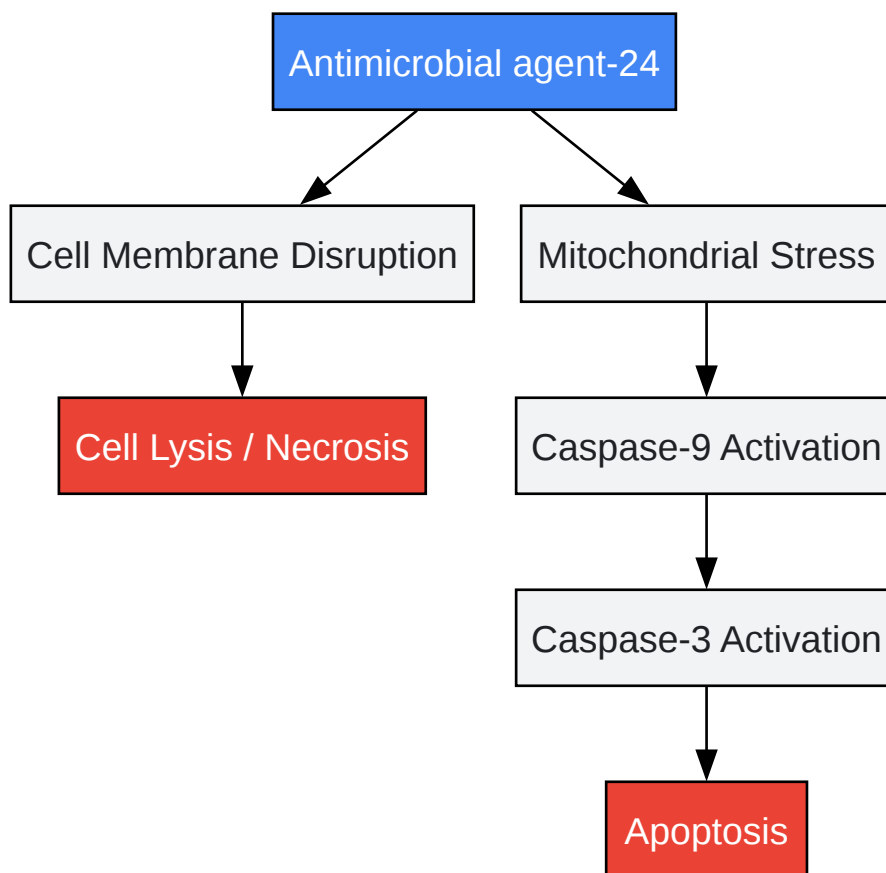 Antimicrobial agent-24
Cell Membrane Disruption
Mitochondrial Stress
Cell Lysis / Necrosis
Caspase-9 Activation
Caspase-3 Activation
Apoptosis